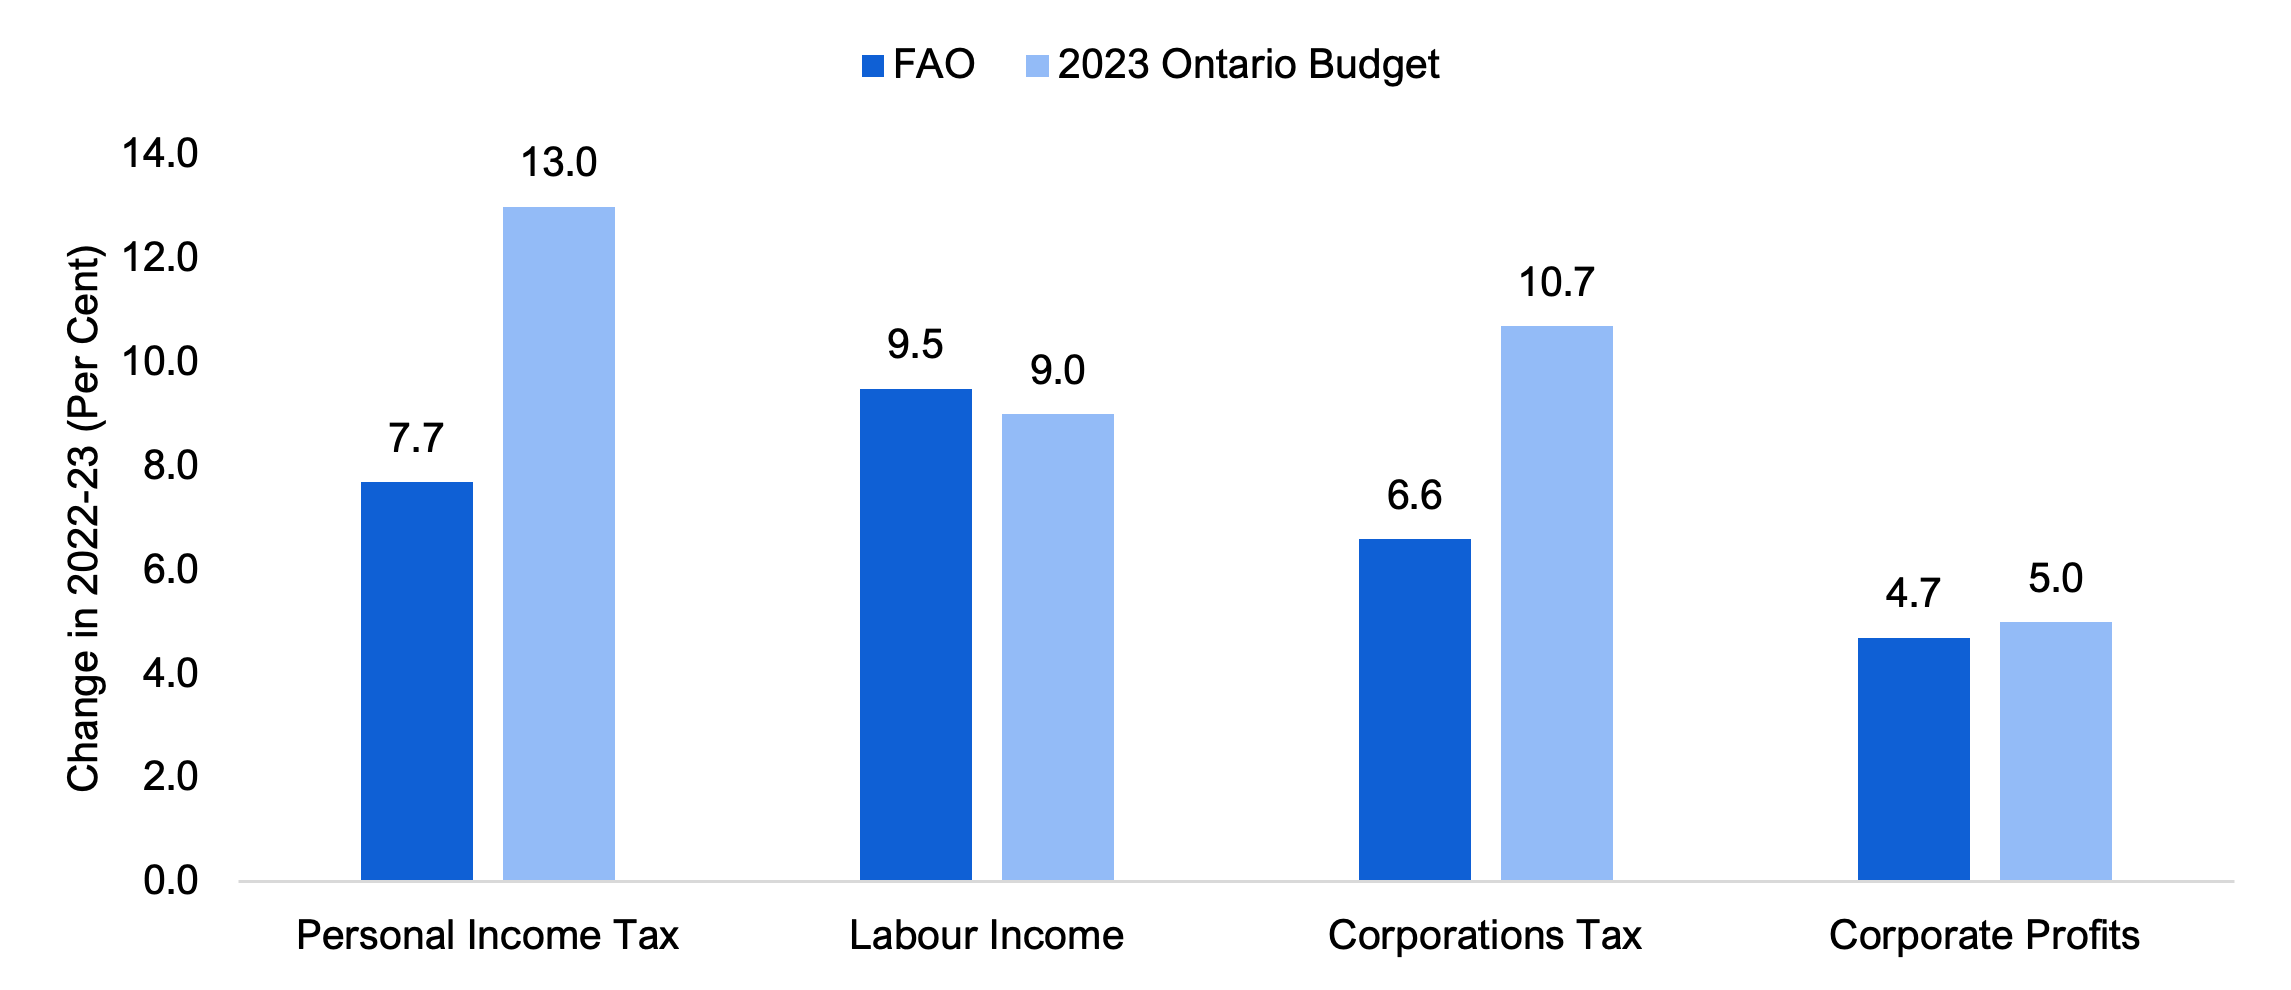 FAO 2023 Ontario Budget
Change in 2022-23 (Per Cent)
14.0
12.0
10.0
8.0
6.0
4.0
2.0
0.0
7.7
13.0
9.5
9.0
6.6
10.7
4.7
5.0
Personal Income Tax
Labour Income
Corporations Tax
Corporate Profits